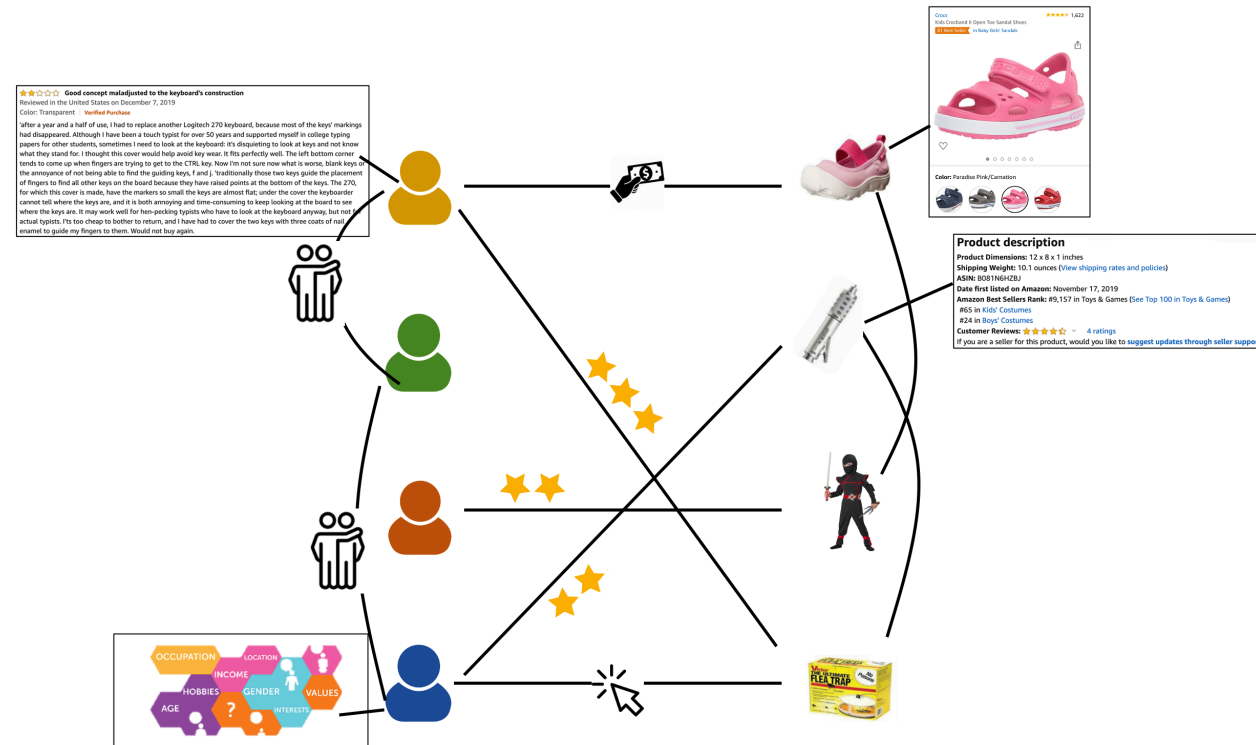 Good concept maladjusted to the keyboard's construction
Reviewed in the United States on December 7, 2019
Color: Transparent | Verified Purchase
'after a year and a half of use, I had to replace another Logitech 270 keyboard, because most of the keys' markings
had disappeared. Although I have been a touch typist for over 50 years and supported myself in college typing
papers for other students, sometimes I need to look at the keyboard: it's disquieting to look at keys and not know
what they stand for. I thought this cover would help avoid key wear. It fits perfectly well. The left bottom corner
tends to come up when fingers are trying to get to the CTRL key. Now I'm not sure now what is worse, blank keys or
the annoyance of not being able to find the guiding keys, f and j. 'traditionally those two keys guide the placement
of fingers to find all other keys on the board because they have raised points at the bottom of the keys. The 270,
for which this cover is made, have the markers so small the keys are almost flat; under the cover the keyboarder
cannot tell where the keys are, and it is both annoying and time-consuming to keep looking at the board to see
where the keys are. It may work well for hen-pecking typists who have to look at the keyboard anyway, but not for
actual typists. I'ts too cheap to bother to return, and I have had to cover the two keys with three coats of nail
enamel to guide my fingers to them. Would not buy again.
Crocs
1,622
Kids Crocband II Open Toe Sandal Shoes
#1 Best Seller in Baby Girls' Sandals
Color: Paradise Pink/Carnation
Product description
Product Dimensions: 12 x 8 x 1 inches
Shipping Weight: 10.1 ounces (View shipping rates and policies)
ASIN: B081N6HZBJ
Date first listed on Amazon: November 17, 2019
Amazon Best Sellers Rank: #9,157 in Toys & Games (See Top 100 in Toys & Games)
#65 in Kids' Costumes
#24 in Boys' Costumes
Customer Reviews: 4 ratings
If you are a seller for this product, would you like to suggest updates through seller suppor
OCCUPATION
LOCATION
INCOME
HOBBIES
GENDER
VALUES
AGE
?
INTERESTS
Victor
THE ULTIMATE
FLEA TRAP
No
Poisons